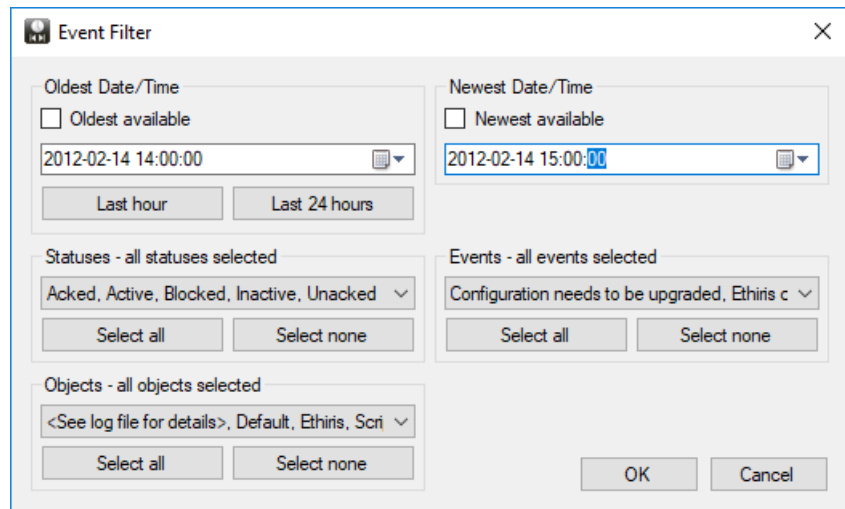 Event Filter
Oldest Date/Time
Oldest available
2012-02-14 14:00:00
Last hour
Last 24 hours
Newest Date/Time
Newest available
2012-02-14 15:00:00
Statuses - all statuses selected
Acked, Active, Blocked, Inactive, Unacked
Select all
Select none
Events - all events selected
Configuration needs to be upgraded, Ethiris c
Select all
Select none
Objects - all objects selected
<See log file for details>, Default, Ethiris, Scri
Select all
Select none
OK
Cancel